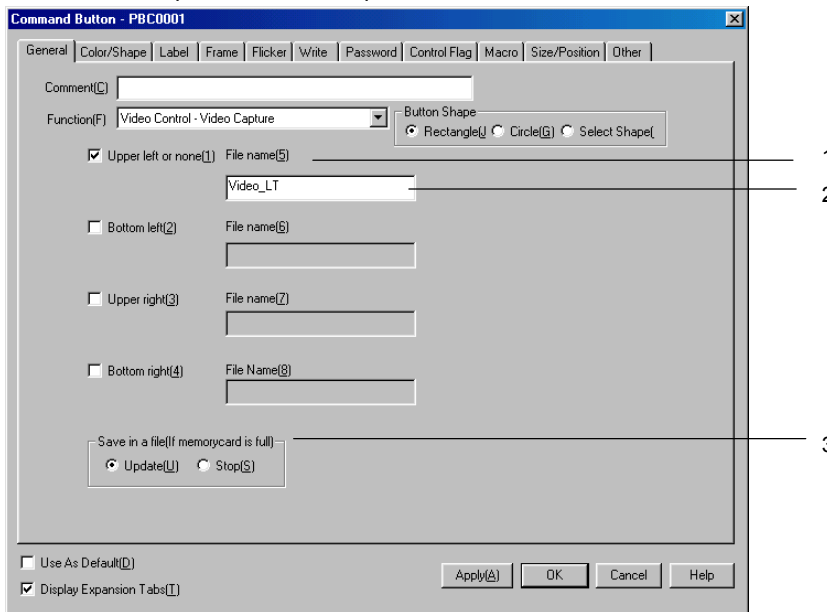 Command Button - PBC0001
General Color/Shape Label Frame Flicker Write Password Control Flag Macro Size/Position Other
Comment(C)
Function(F) Video Control - Video Capture
Button Shape
Rectangle(J Circle(G) Select Shape(
Upper left or none(1) File name(5)
1
Video_LT
2
Bottom left(2) File name(6)
Upper right(3) File name(7)
Bottom right(4) File Name(8)
Save in a file(If memorycard is full)
3
Update(U) Stop(S)
Use As Default(D)
Display Expansion Tabs(T)
Apply(A) OK Cancel Help